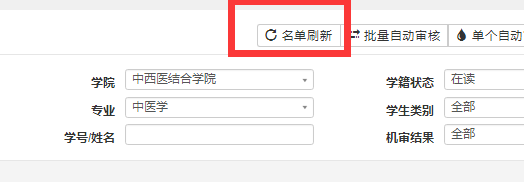 名单刷新 批量自动审核 单个自动
学院 中西医结合学院 学籍状态 在读
专业 中医学 学生类别 全部
学号/姓名 机审结果 全部